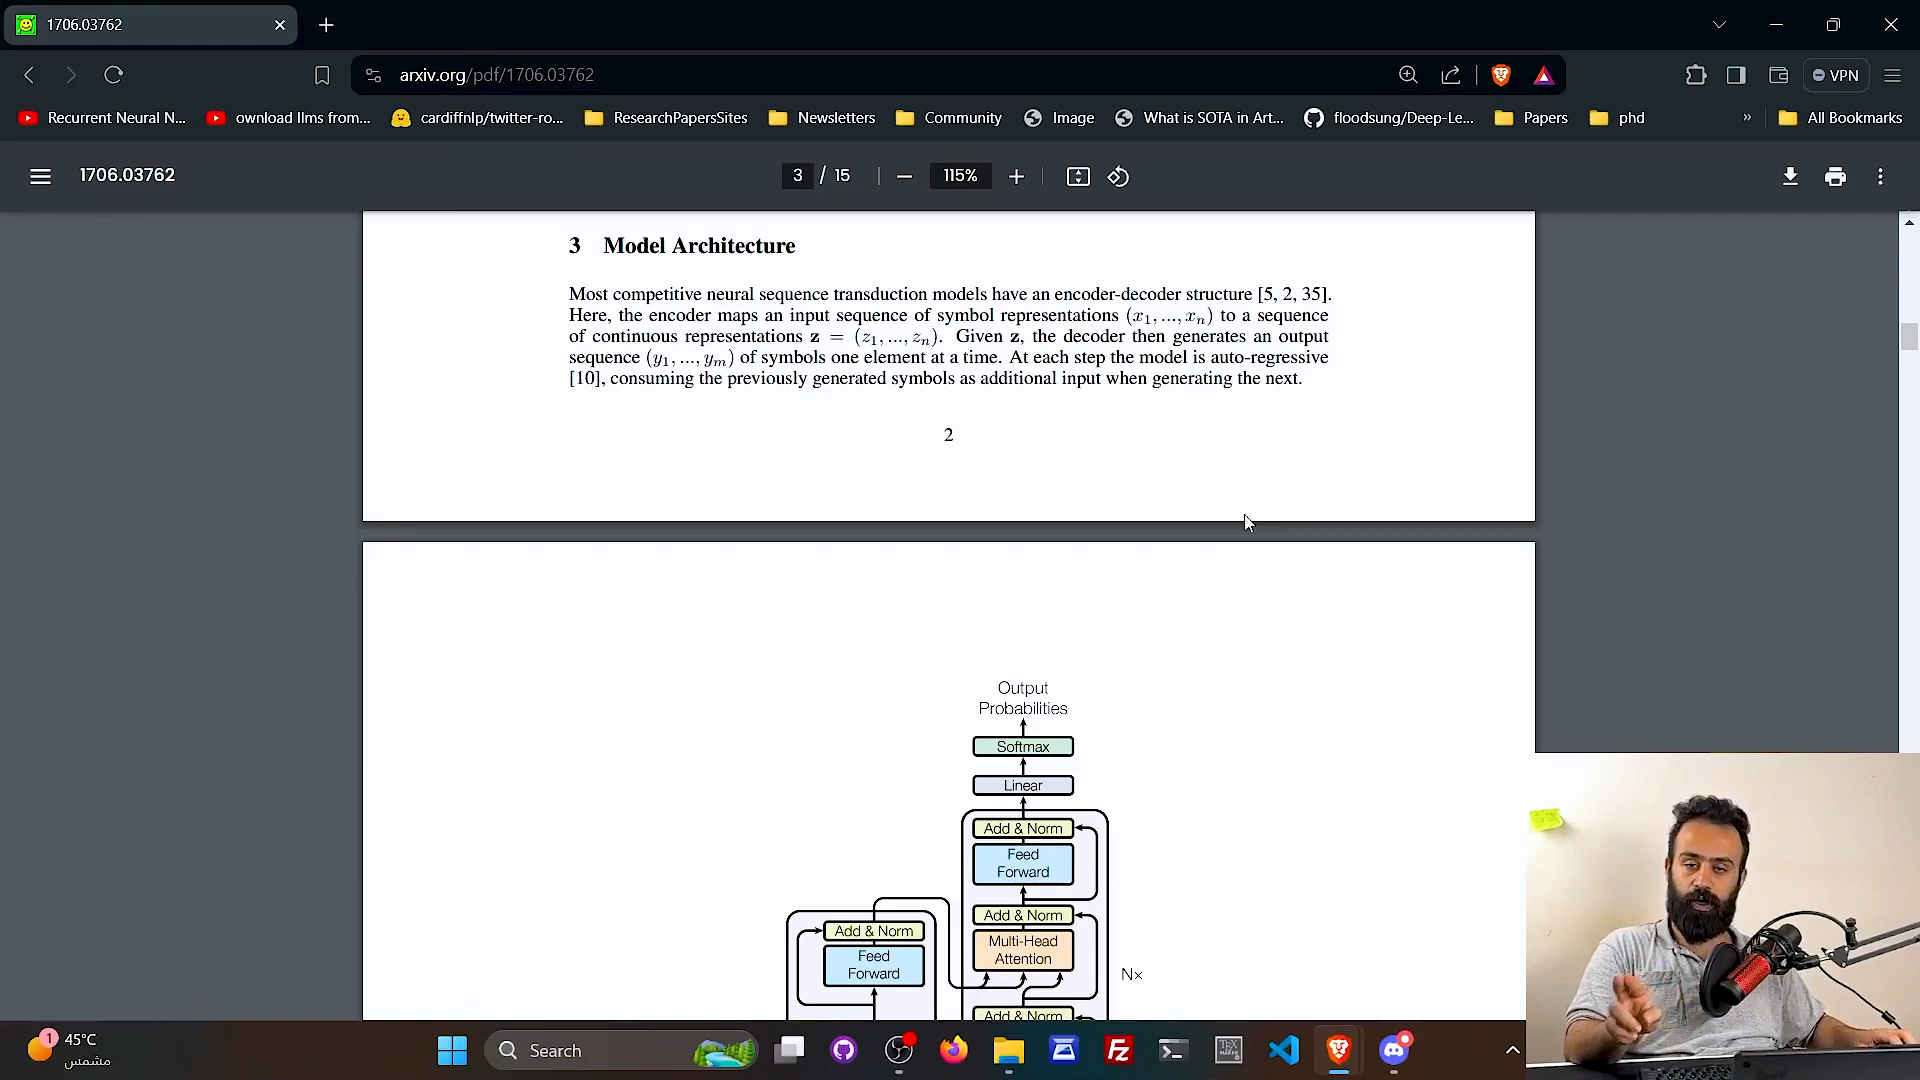 1706.03762
arxiv.org/pdf/1706.03762
VPN
Recurrent Neural N...
ownload llms from...
cardiffnlp/twitter-ro...
ResearchPapersSites
Newsletters
Community
Image
What is SOTA in Art...
floodsung/Deep-Le...
Papers
phd
»
All Bookmarks
1706.03762
3 / 15
115%
3 Model Architecture
Most competitive neural sequence transduction models have an encoder-decoder structure [5, 2, 35].
Here, the encoder maps an input sequence of symbol representations (x₁, ..., xₙ) to a sequence
of continuous representations z = (z₁, ..., zₙ). Given z, the decoder then generates an output
sequence (y₁, ..., yₘ) of symbols one element at a time. At each step the model is auto-regressive
[10], consuming the previously generated symbols as additional input when generating the next.
2
Output
Probabilities
Softmax
Linear
Add & Norm
Feed
Forward
Add & Norm
Multi-Head
Attention
Add & Norm
Feed
Forward
N×
Add & Norm
1
45°C
مشمس
Search